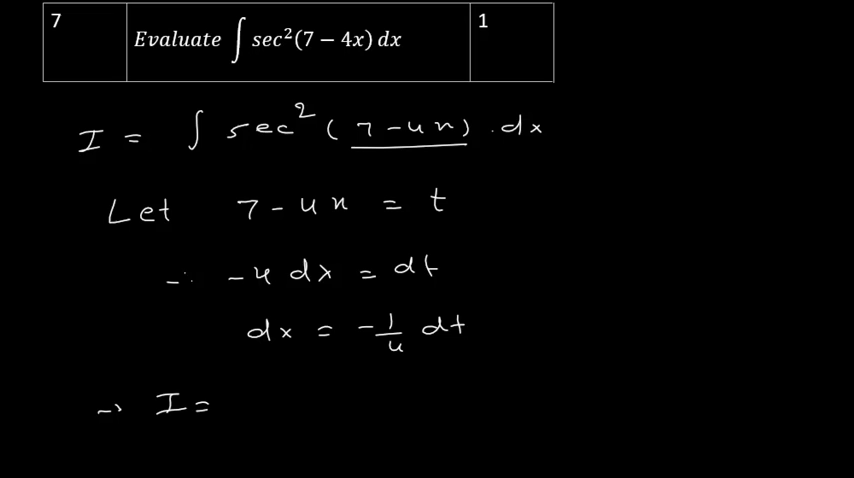 7 Evaluate ∫ sec²(7 − 4x) dx 1
I = ∫ sec² (7 - 4x) . dx
Let 7 - 4x = t
∴ -4 dx = dt
dx = -1/4 dt
→ I =